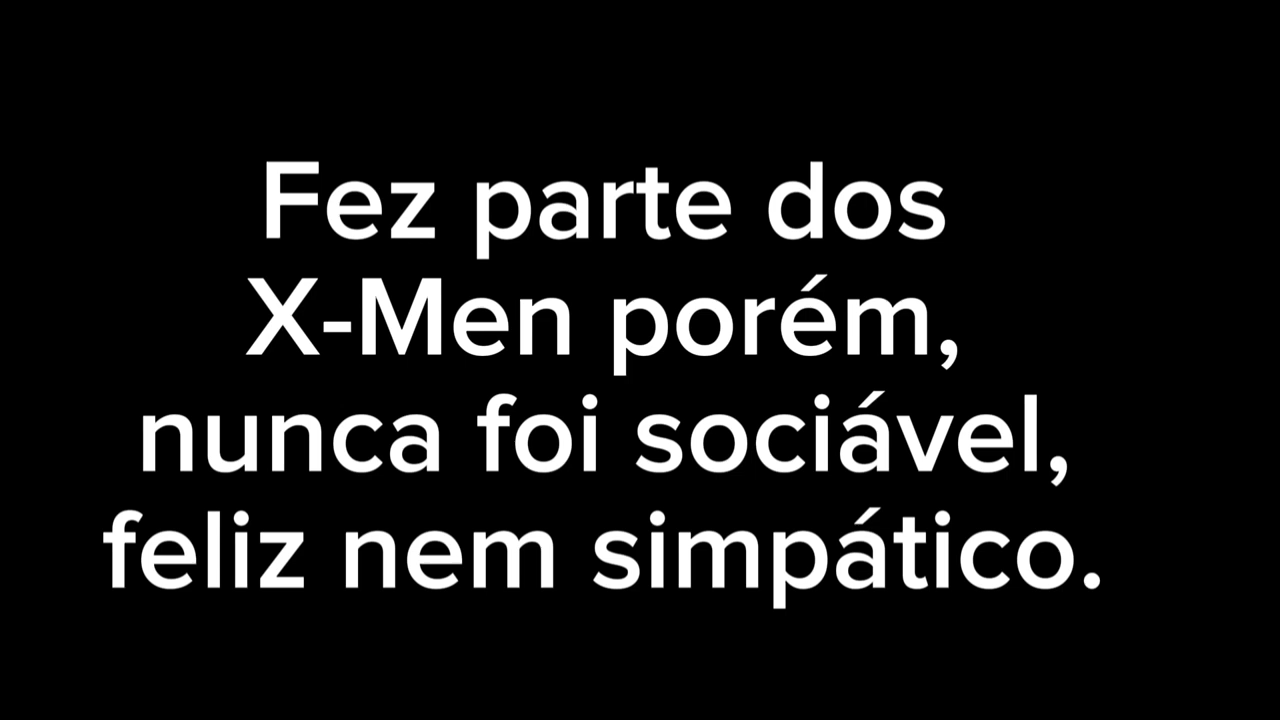 Fez parte dos
X-Men porém,
nunca foi sociável,
feliz nem simpático.